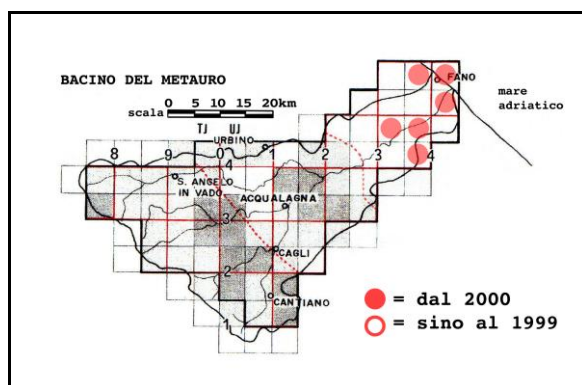 BACINO DEL METAURO
scala 0 5 10 15 20km
TJ UJ
FANO
mare
adriatico
URBINO
8 9 0 1 2 3 4
4
S. ANGELO
IN VADO
ACQUALAGNA
3
CAGLI
2
CANTIANO
1
= dal 2000
= sino al 1999